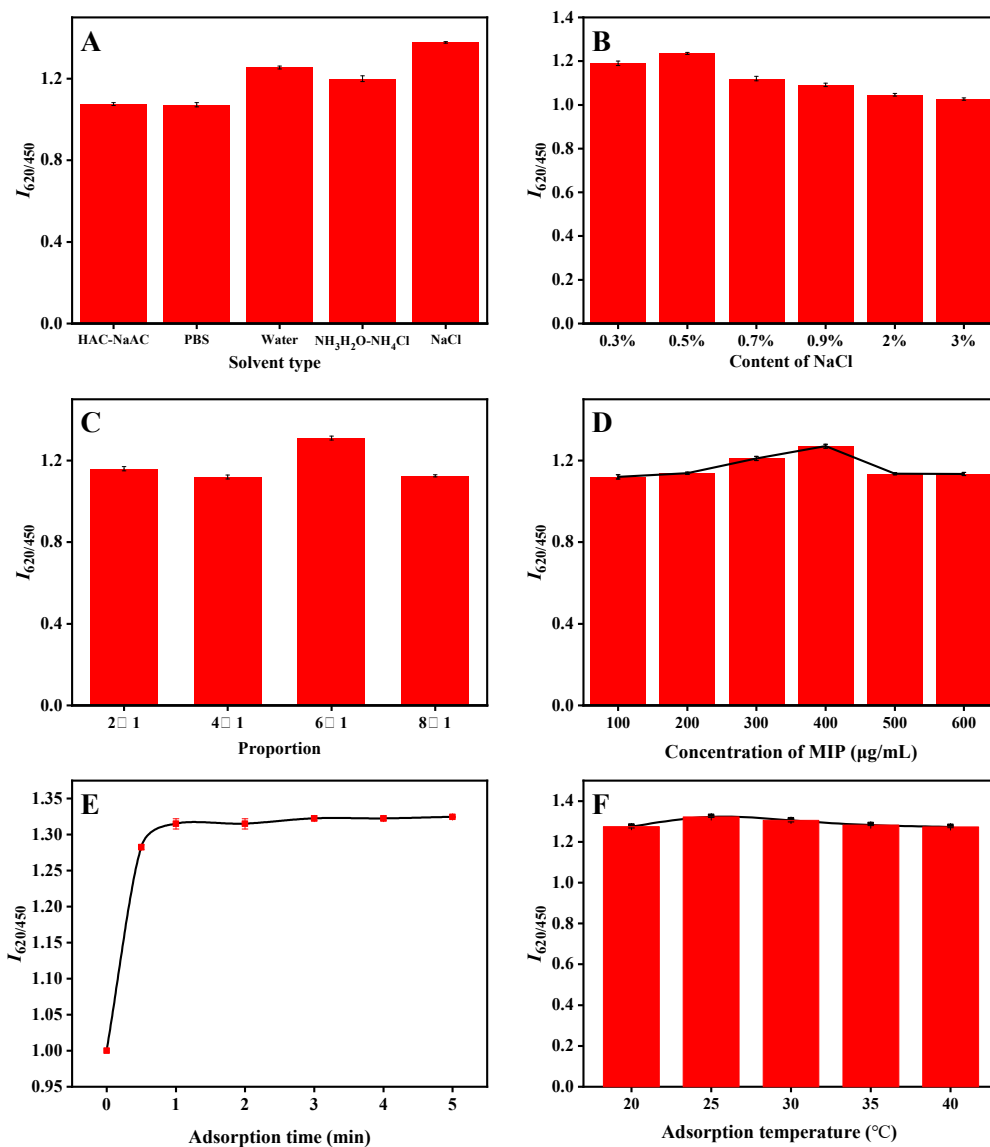 A
1.2
0.8
0.4
0.0
I620/450
HAC-NaAC PBS Water NH3H2O-NH4Cl NaCl
Solvent type
B
1.4
1.2
1.0
0.8
0.6
0.4
0.2
0.0
I620/450
0.3% 0.5% 0.7% 0.9% 2% 3%
Content of NaCl
C
1.2
0.8
0.4
0.0
I620/450
2□ 1 4□ 1 6□ 1 8□ 1
Proportion
D
1.2
0.8
0.4
0.0
I620/450
100 200 300 400 500 600
Concentration of MIP (μg/mL)
E
1.35
1.30
1.25
1.20
1.15
1.10
1.05
1.00
0.95
I620/450
0 1 2 3 4 5
Adsorption time (min)
F
1.4
1.2
1.0
0.8
0.6
0.4
0.2
0.0
I620/450
20 25 30 35 40
Adsorption temperature (℃)